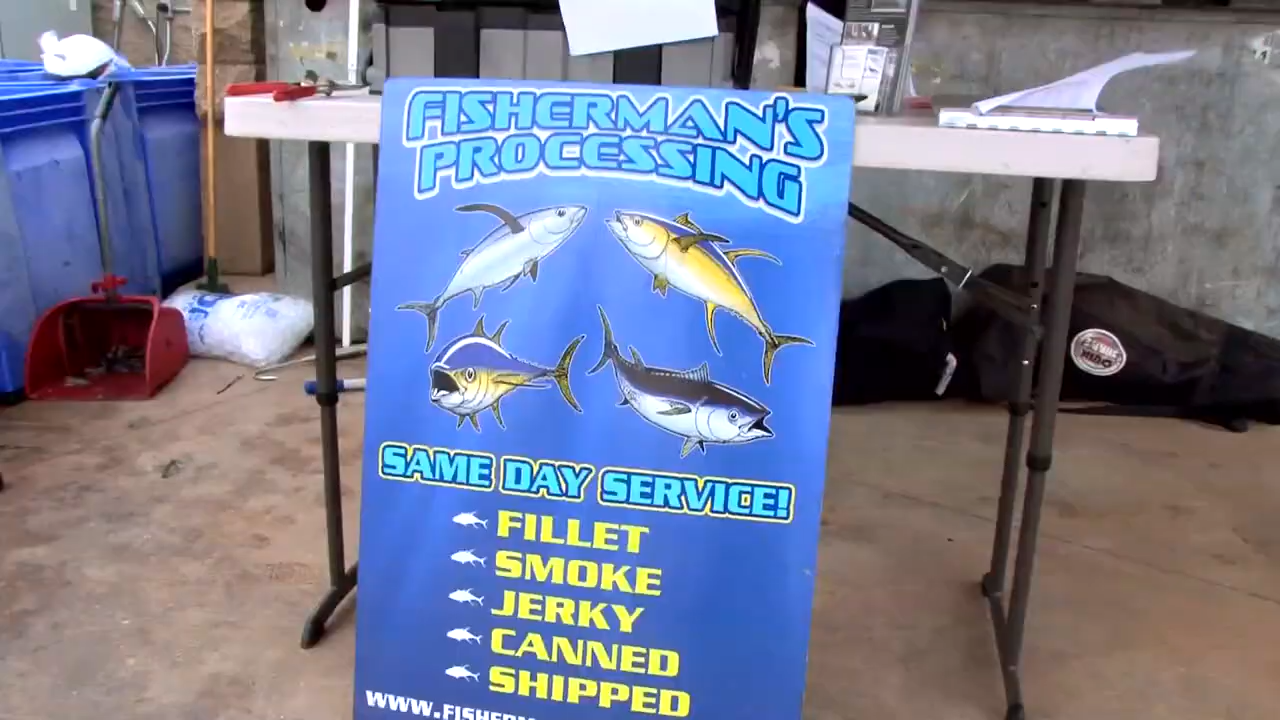 FISHERMAN'S
PROCESSING
SAME DAY SERVICE!
FILLET
SMOKE
JERKY
CANNED
SHIPPED